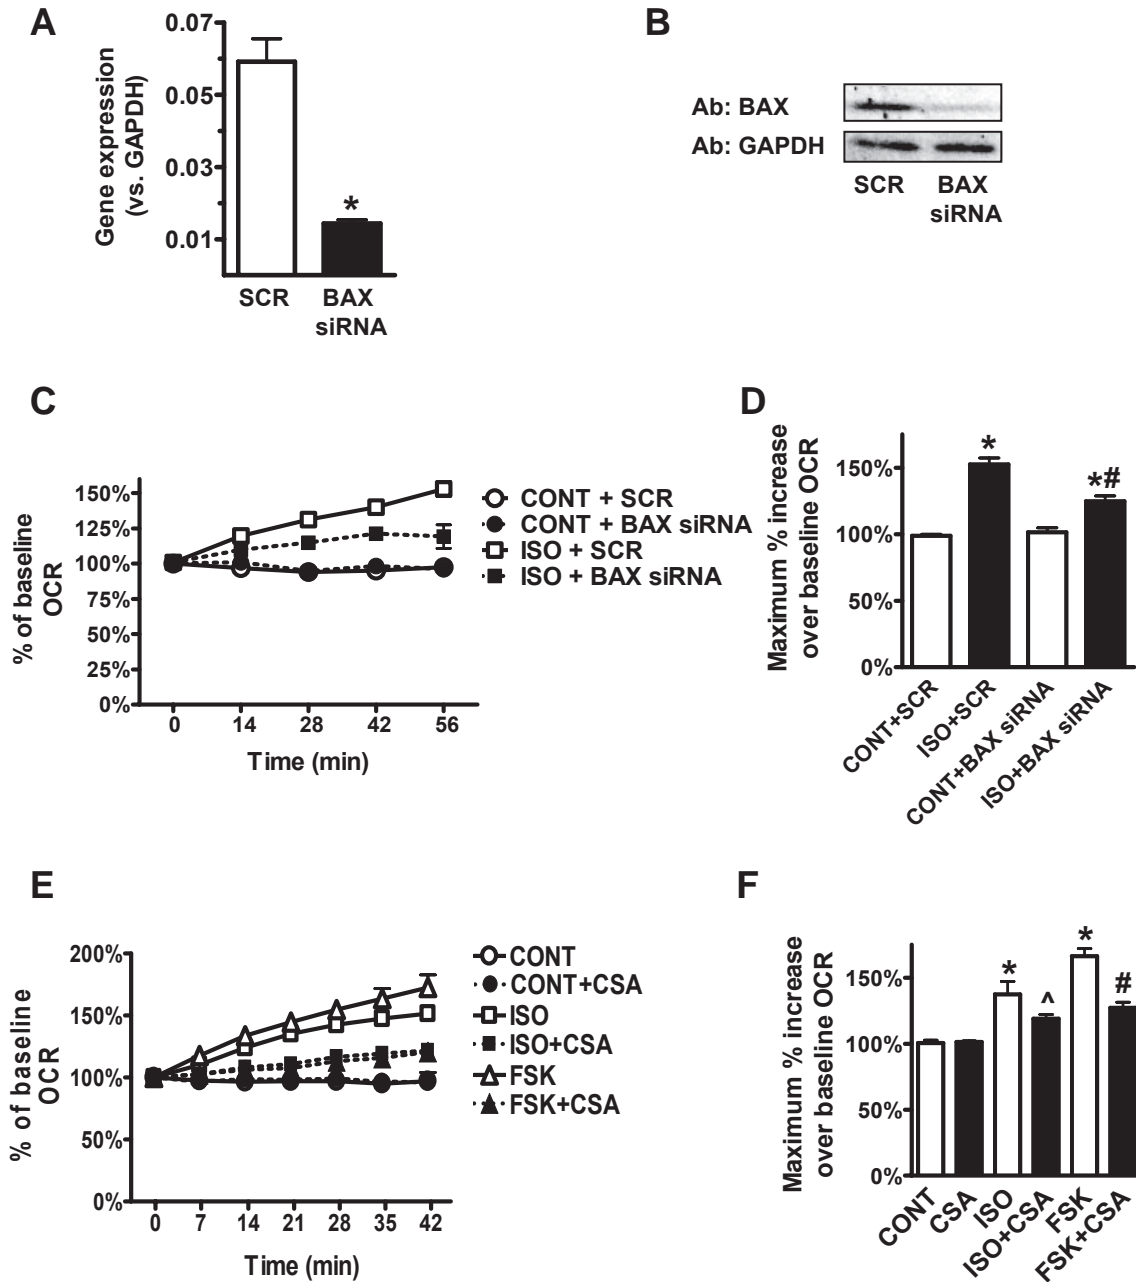 A
Gene expression
(vs. GAPDH)
0.07
0.05
0.03
0.01
*
SCR
BAX
siRNA
B
Ab: BAX
Ab: GAPDH
SCR
BAX
siRNA
C
% of baseline
OCR
150%
125%
100%
75%
50%
25%
0%
0 14 28 42 56
Time (min)
CONT + SCR
CONT + BAX siRNA
ISO + SCR
ISO + BAX siRNA
D
Maximum % increase
over baseline OCR
150%
100%
50%
0%
*
*#
CONT+SCR
ISO+SCR
CONT+BAX siRNA
ISO+BAX siRNA
E
% of baseline
OCR
200%
150%
100%
50%
0%
0 7 14 21 28 35 42
Time (min)
CONT
CONT+CSA
ISO
ISO+CSA
FSK
FSK+CSA
F
Maximum % increase
over baseline OCR
150%
100%
50%
0%
*
^
*
#
CONT
CSA
ISO
ISO+CSA
FSK
FSK+CSA